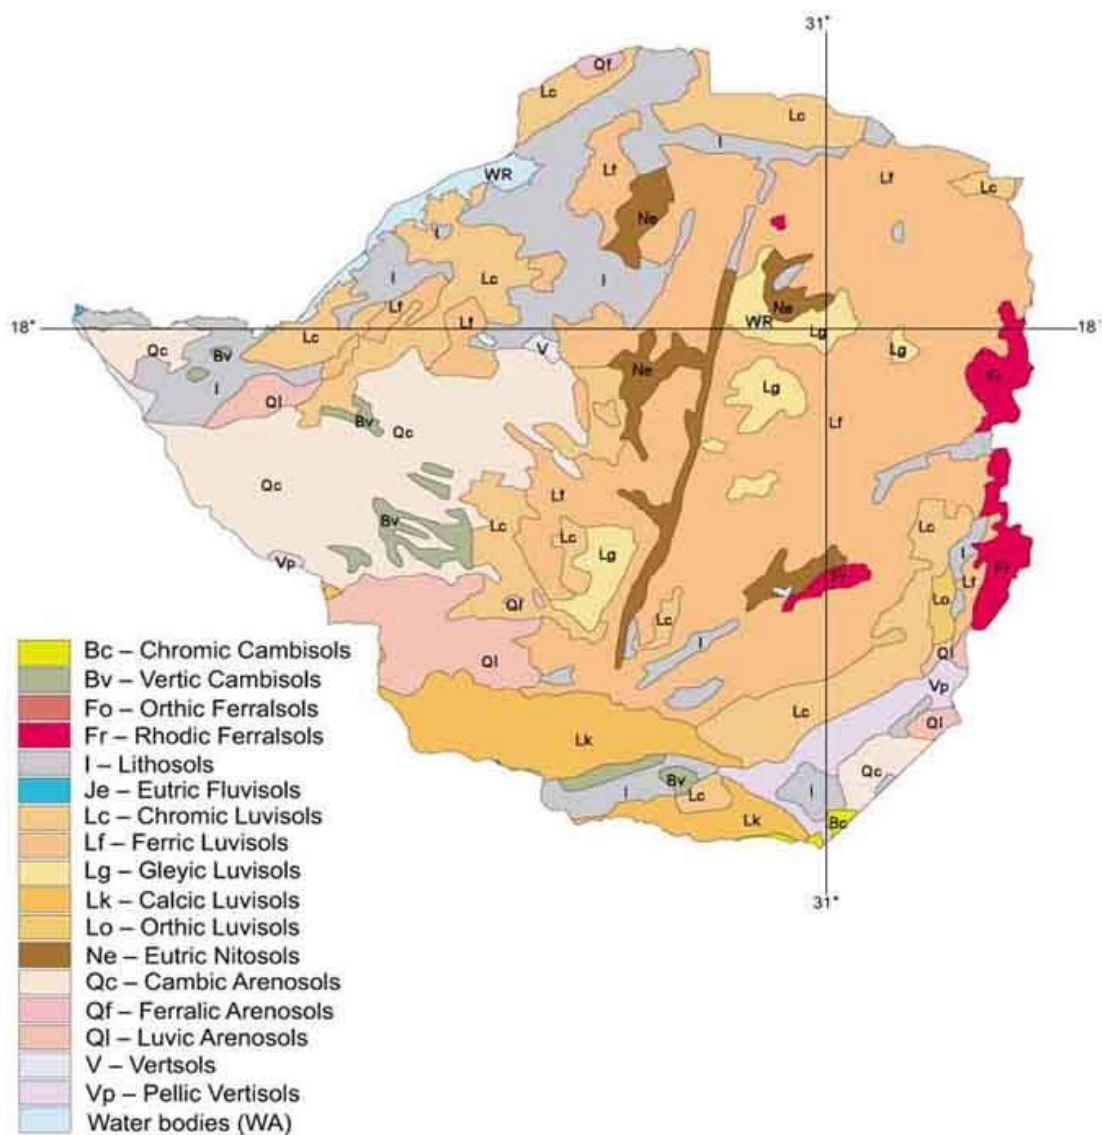 31°
Qf
Lc
Lc
I
WR
Lf
Lf
Lc
Ne
I
I
Lc
I
Lf
Ne
18°
Lc
Lf
WR
Lg
18°
Qc
Bv
V
Lg
I
Ne
Fr
Ql
Lg
Bv
Qc
Lf
Qc
Lf
Bv
Lc
Lc
Lc
Lg
I
Vp
Fr
Lf
Fr
Qf
Lo
Lc
I
Ql
Ql
Vp
Lc
Ql
Lk
Qc
Bv
I
Lc
I
Lk
Bc
31°
Bc – Chromic Cambisols
Bv – Vertic Cambisols
Fo – Orthic Ferralsols
Fr – Rhodic Ferralsols
I – Lithosols
Je – Eutric Fluvisols
Lc – Chromic Luvisols
Lf – Ferric Luvisols
Lg – Gleyic Luvisols
Lk – Calcic Luvisols
Lo – Orthic Luvisols
Ne – Eutric Nitosols
Qc – Cambic Arenosols
Qf – Ferralic Arenosols
Ql – Luvic Arenosols
V – Vertsols
Vp – Pellic Vertisols
Water bodies (WA)